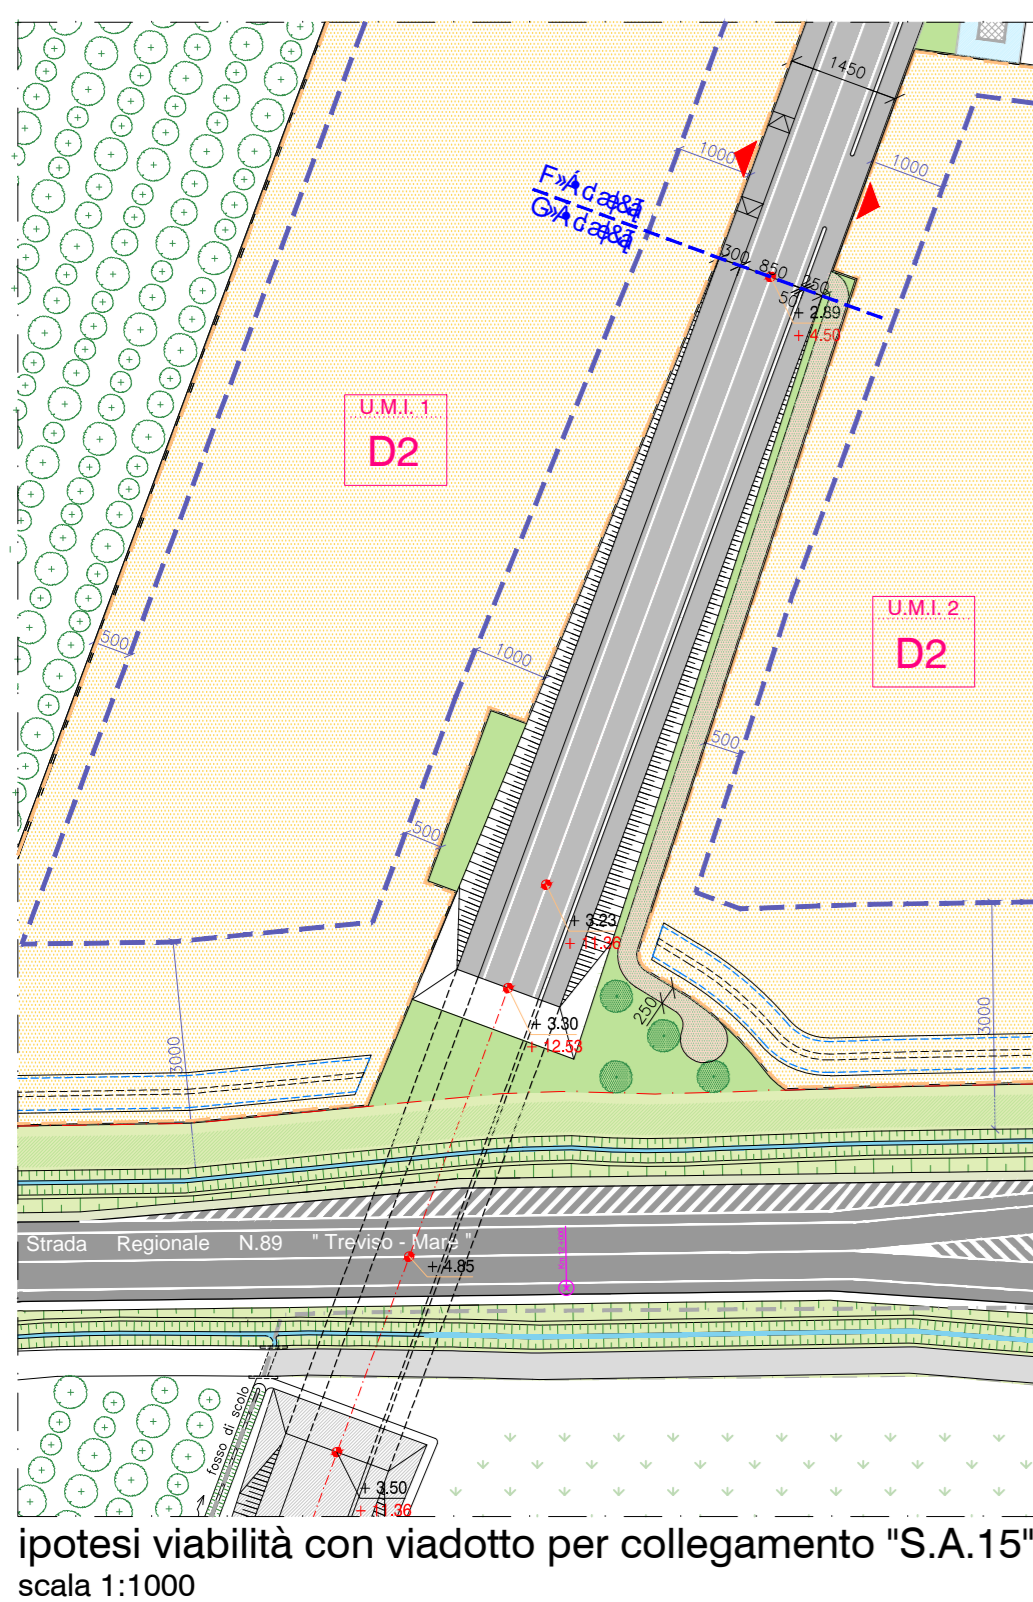 1450
1000
1000
300
850
250
50
+ 2.89
+ 4.50
U.M.I. 1
D2
U.M.I. 2
D2
500
1000
500
500
+ 3.23
+ 11.36
250
+ 3.30
+ 12.53
3000
3000
Strada Regionale N.89 " Treviso - Mare "
+ 4.85
fosso di scolo
+ 3.50
+ 11.36
ipotesi viabilità con viadotto per collegamento "S.A.15"
scala 1:1000